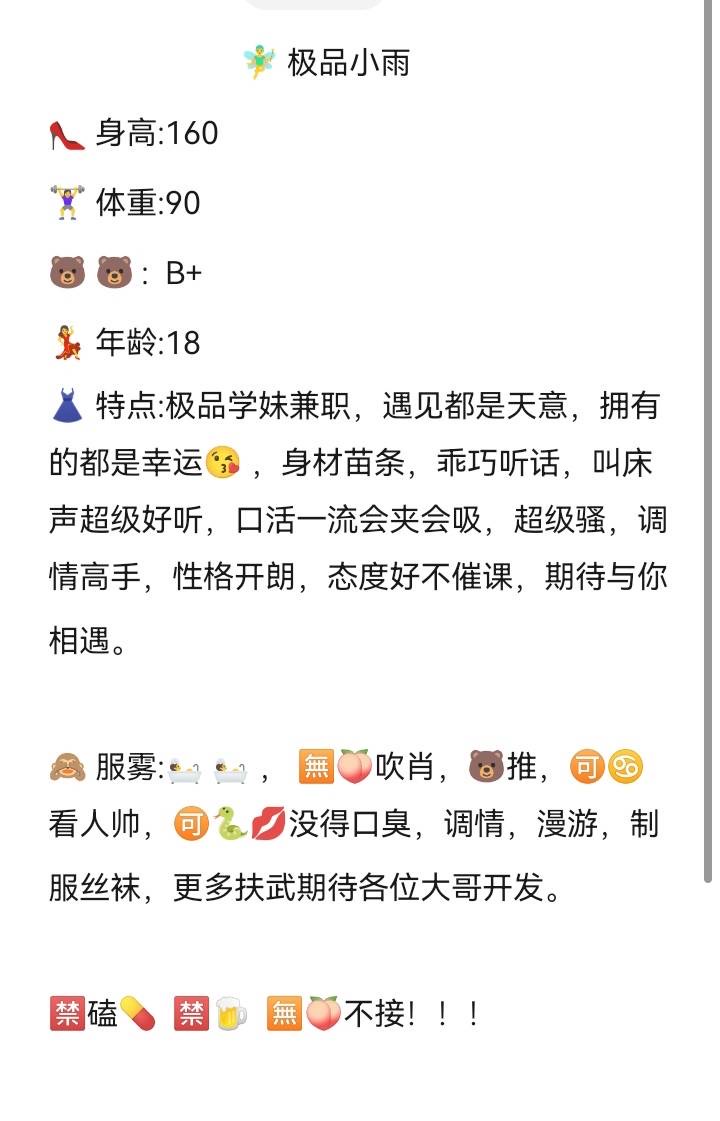 🧚‍♂️ 极品小雨
👠 身高:160
🏋️‍♀️ 体重:90
🐻🐻：B+
💃 年龄:18
👗 特点:极品学妹兼职，遇见都是天意，拥有
的都是幸运😘，身材苗条，乖巧听话，叫床
声超级好听，口活一流会夹会吸，超级骚，调
情高手，性格开朗，态度好不催课，期待与你
相遇。
🙈 服雾:🛀🛀，🈚🍑吹肖，🐻推，🉑♋
看人帅，🉑🐍💋没得口臭，调情，漫游，制
服丝袜，更多扶武期待各位大哥开发。
🈲磕💊 🈲🍺 🈚🍑不接！！！